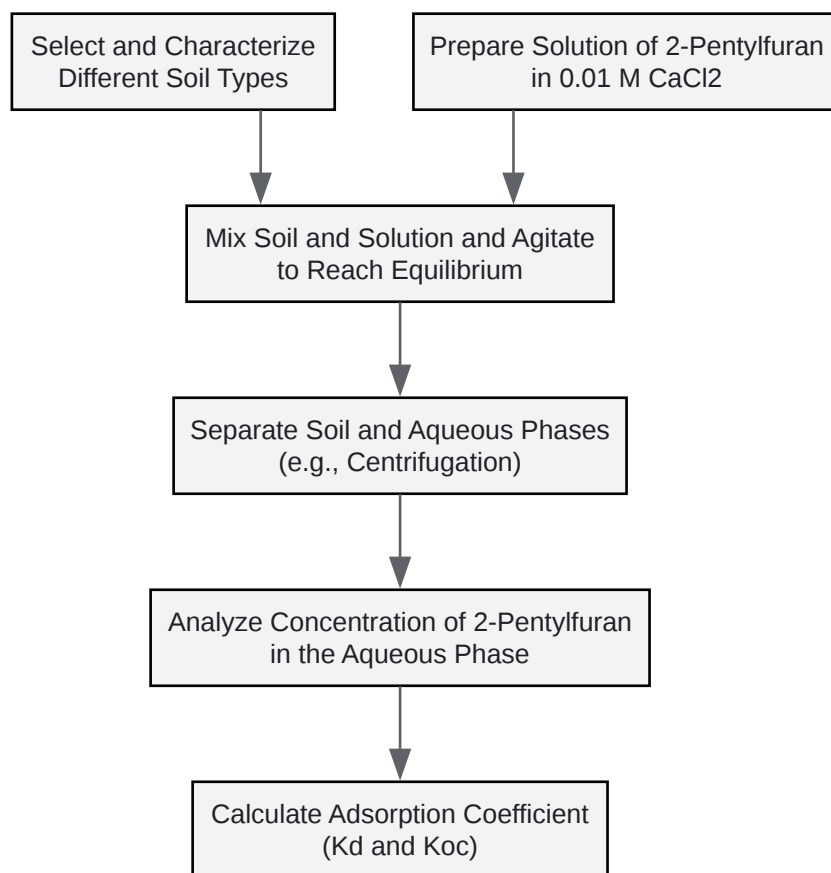 Select and Characterize
Different Soil Types
Prepare Solution of 2-Pentylfuran
in 0.01 M CaCl2
Mix Soil and Solution and Agitate
to Reach Equilibrium
Separate Soil and Aqueous Phases
(e.g., Centrifugation)
Analyze Concentration of 2-Pentylfuran
in the Aqueous Phase
Calculate Adsorption Coefficient
(Kd and Koc)